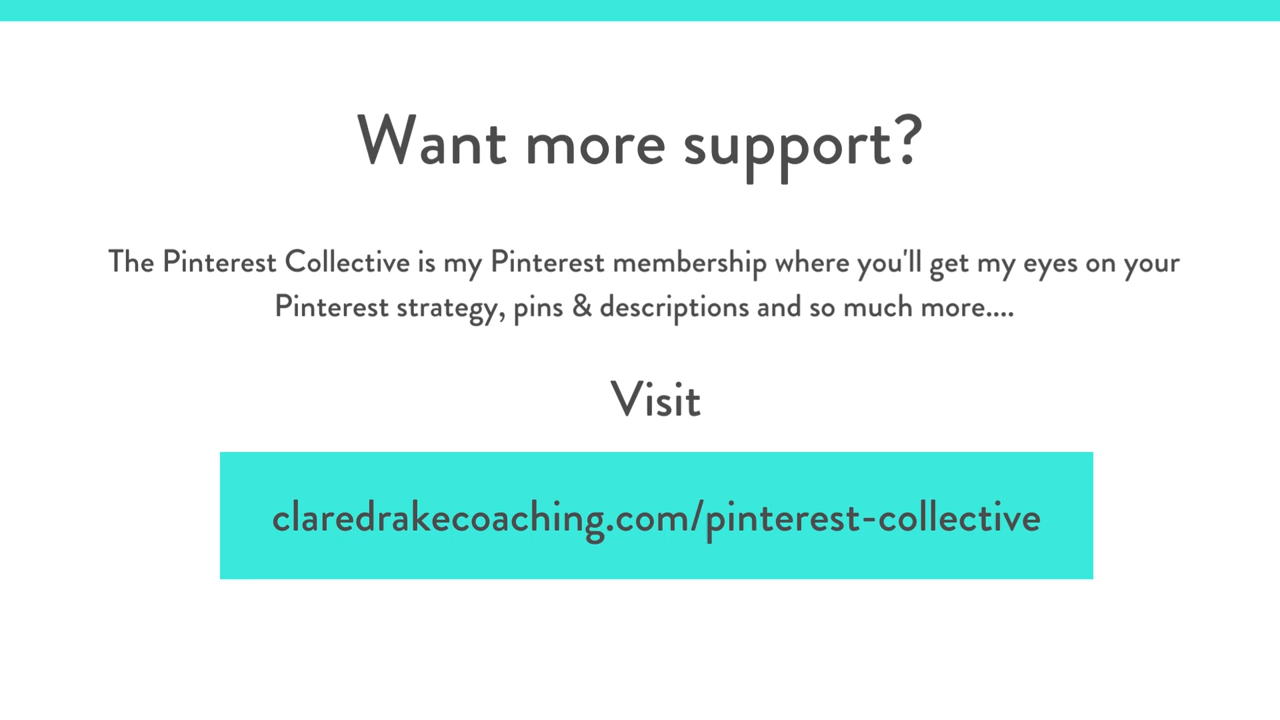 Want more support?
The Pinterest Collective is my Pinterest membership where you'll get my eyes on your
Pinterest strategy, pins & descriptions and so much more....
Visit
claredrakecoaching.com/pinterest-collective